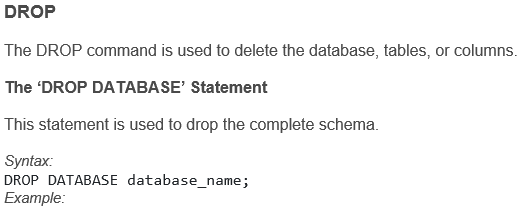 DROP
The DROP command is used to delete the database, tables, or columns.
The ‘DROP DATABASE’ Statement
This statement is used to drop the complete schema.
Syntax:
DROP DATABASE database_name;
Example: